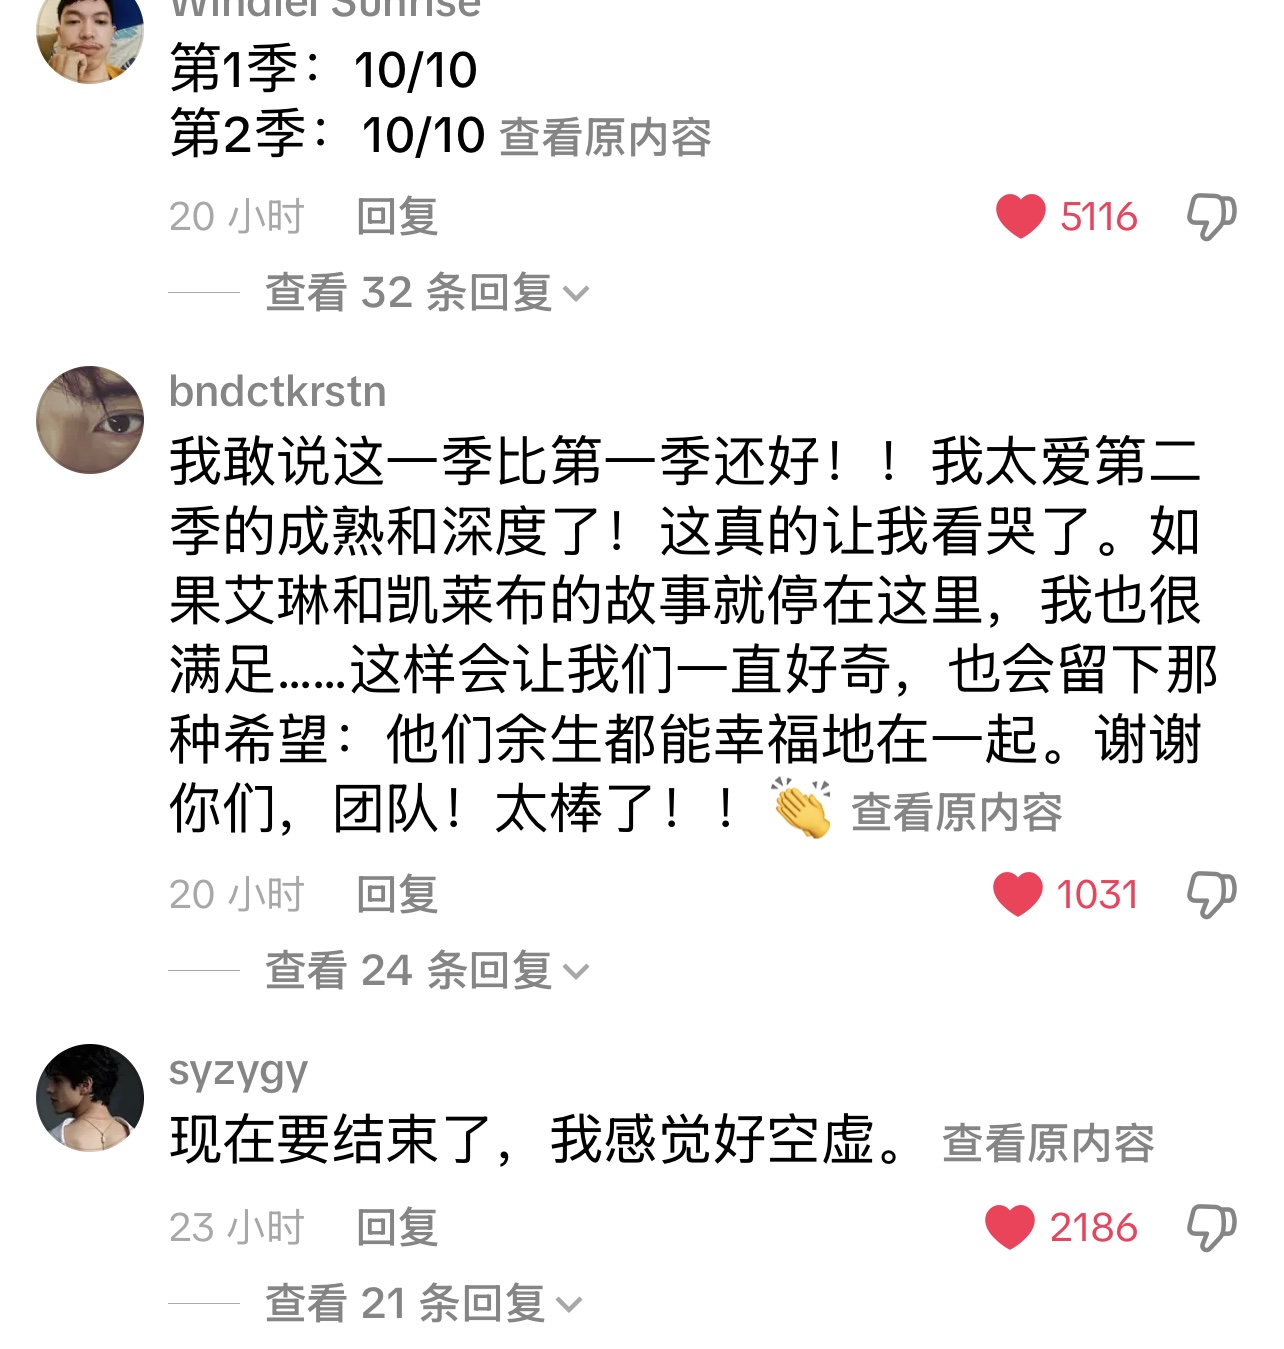 Windiel Sunrise
第1季：10/10
第2季：10/10 查看原内容
20 小时 回复 5116
查看 32 条回复
bndctkrstn
我敢说这一季比第一季还好！！我太爱第二
季的成熟和深度了！这真的让我看哭了。如
果艾琳和凯莱布的故事就停在这里，我也很
满足……这样会让我们一直好奇，也会留下那
种希望：他们余生都能幸福地在一起。谢谢
你们，团队！太棒了！！👏 查看原内容
20 小时 回复 1031
查看 24 条回复
syzygy
现在要结束了，我感觉好空虚。 查看原内容
23 小时 回复 2186
查看 21 条回复